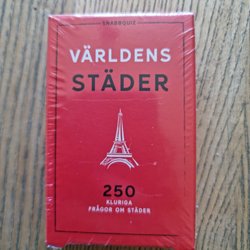 SNABBQUIZ
VÄRLDENS
STÄDER
250
KLURIGA
FRÅGOR OM STÄDER